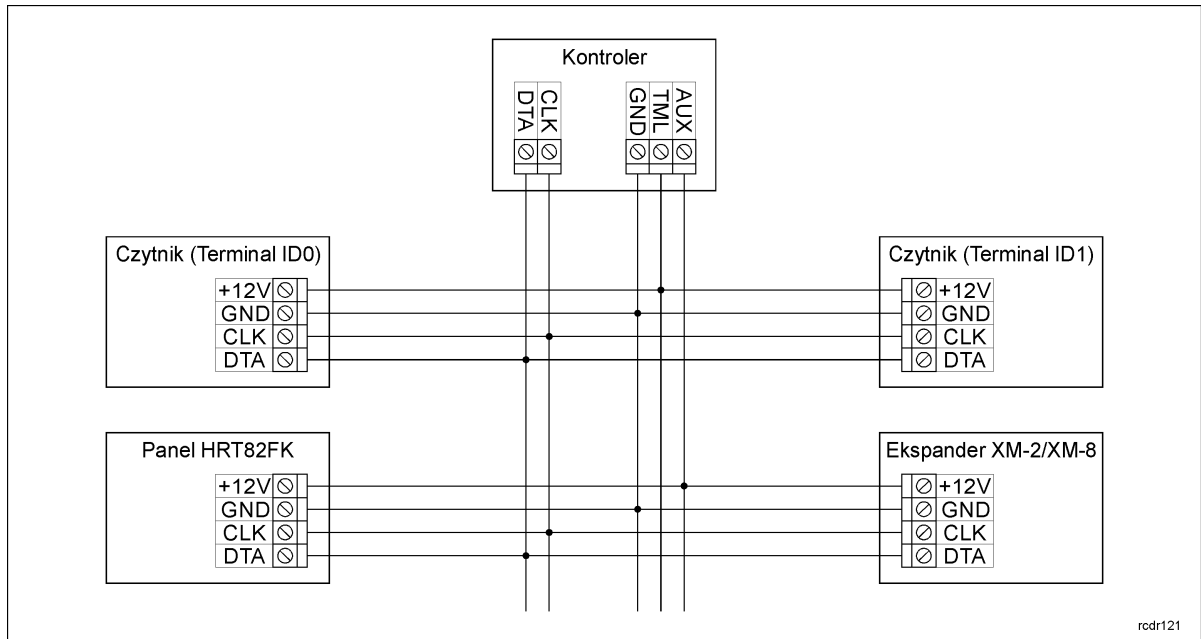 Kontroler
DTA
CLK
GND
TML
AUX
Czytnik (Terminal ID0)
+12V
GND
CLK
DTA
Czytnik (Terminal ID1)
+12V
GND
CLK
DTA
Panel HRT82FK
+12V
GND
CLK
DTA
Ekspander XM-2/XM-8
+12V
GND
CLK
DTA
rcdr121